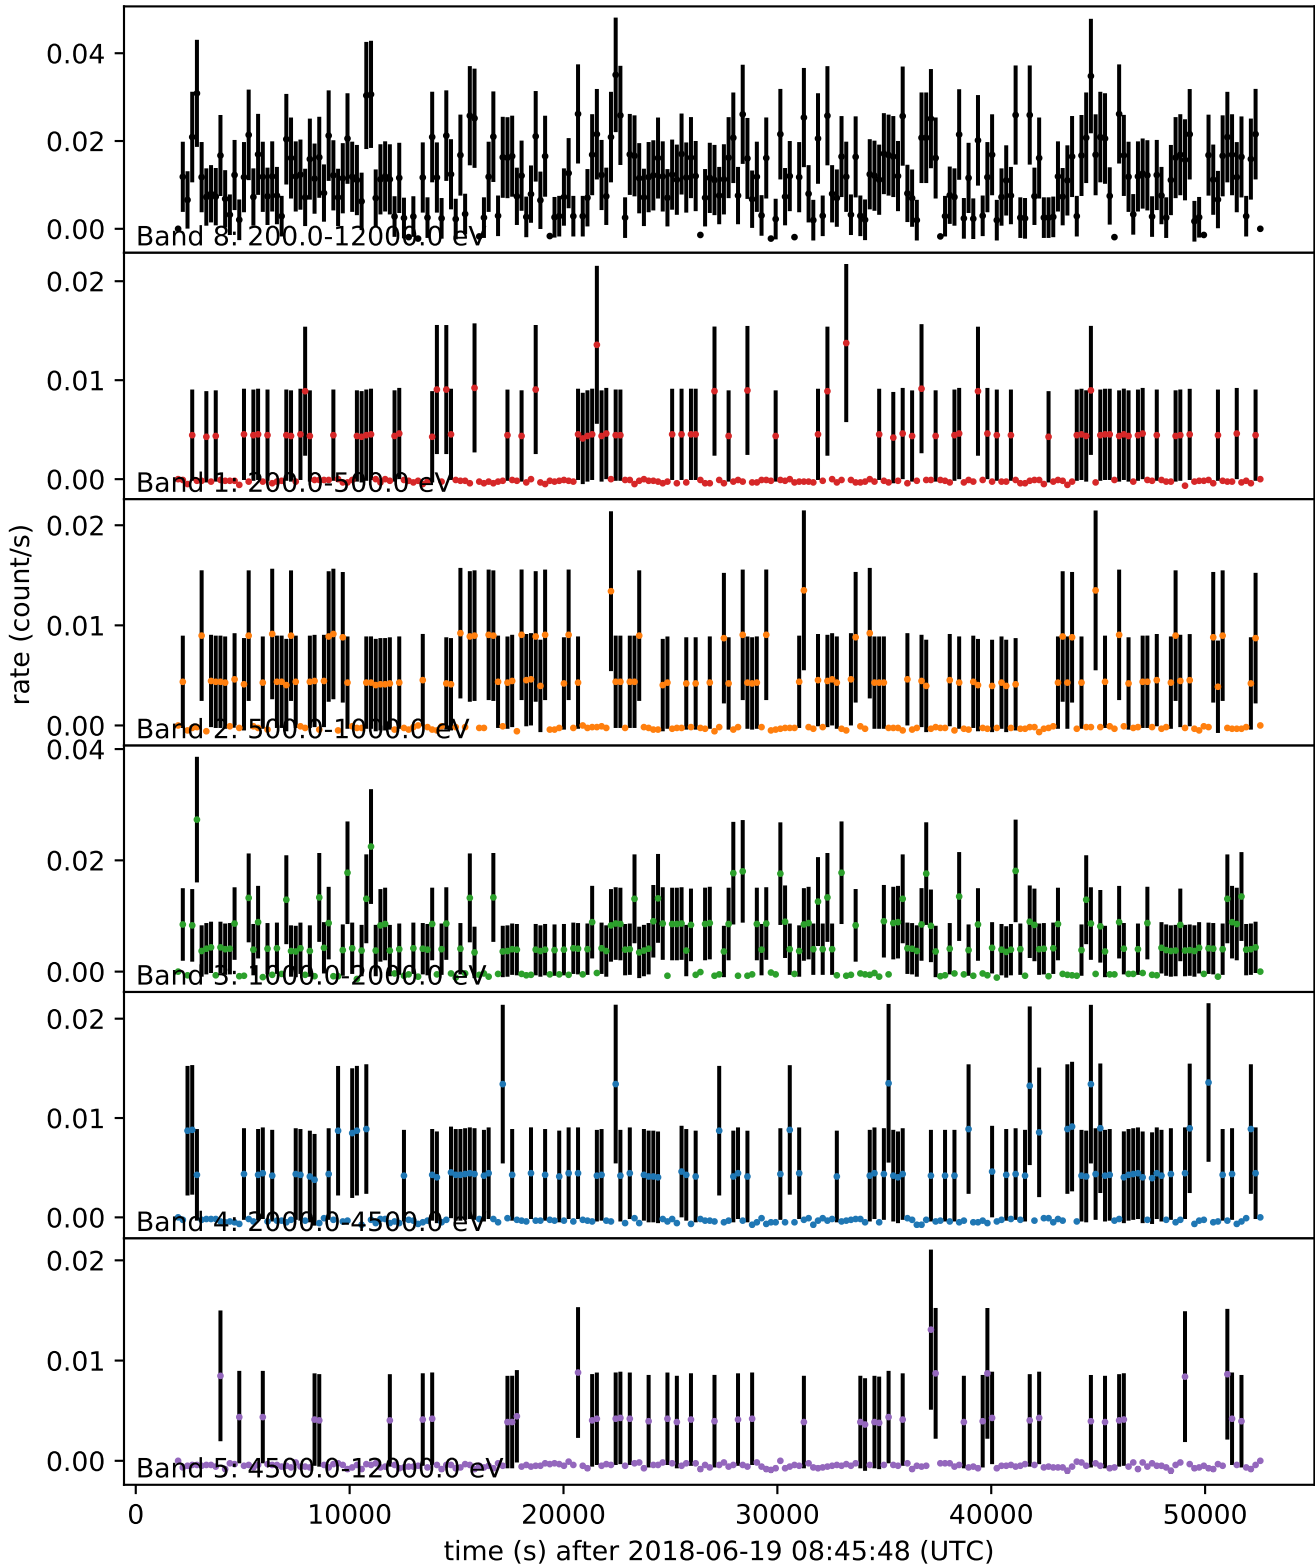 0.04
0.02
0.00
Band 8: 200.0-12000.0 eV
0.02
0.01
0.00
Band 1: 200.0-500.0 eV
rate (count/s)
0.02
0.01
0.00
Band 2: 500.0-1000.0 eV
0.04
0.02
0.00
Band 3: 1000.0-2000.0 eV
0.02
0.01
0.00
Band 4: 2000.0-4500.0 eV
0.02
0.01
0.00
Band 5: 4500.0-12000.0 eV
0 10000 20000 30000 40000 50000
time (s) after 2018-06-19 08:45:48 (UTC)